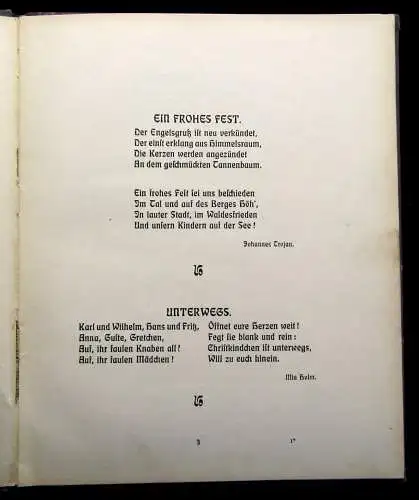 EIN FROHES FEST.
Der Engelsgruß ist neu verkündet,
Der einst erklang aus Himmelsraum,
Die Kerzen werden angezündet
An dem geschmückten Tannenbaum.
Ein frohes Fest sei uns beschieden
Im Tal und auf des Berges Höh',
In lauter Stadt, im Waldesfrieden
Und unsern Kindern auf der See!
Johannes Trojan.
UNTERWEGS.
Karl und Wilhelm, Hans und Fritz,
Anna, Guste, Gretchen,
Auf, ihr faulen Knaben all!
Auf, ihr faulen Mädchen!
Öffnet eure Herzen weit!
Fegt sie blank und rein:
Christkindchen ist unterwegs,
Will zu euch hinein.
Mia Holm.
3 1*